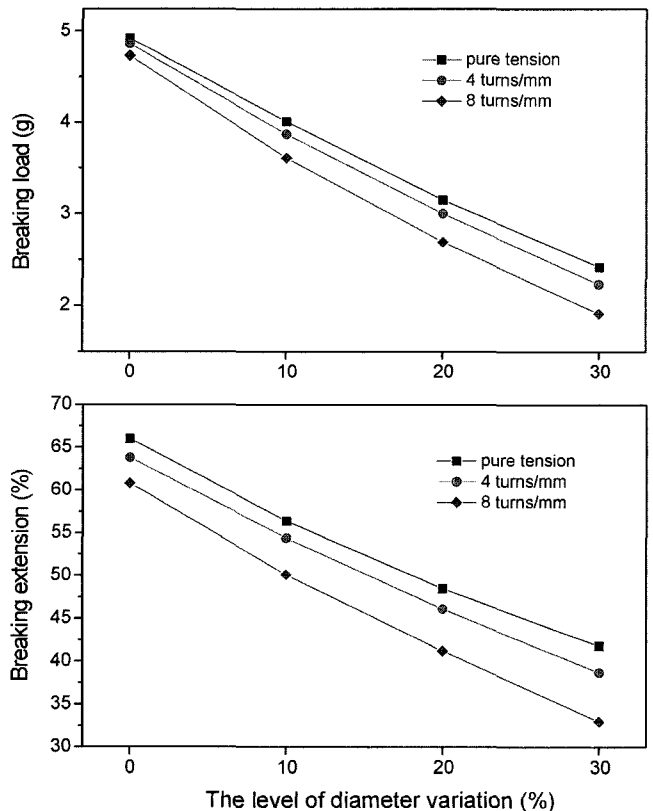 5
4
3
2
Breaking load (g)
pure tension
4 turns/mm
8 turns/mm
0 10 20 30
70
65
60
55
50
45
40
35
30
Breaking extension (%)
pure tension
4 turns/mm
8 turns/mm
0 10 20 30
The level of diameter variation (%)